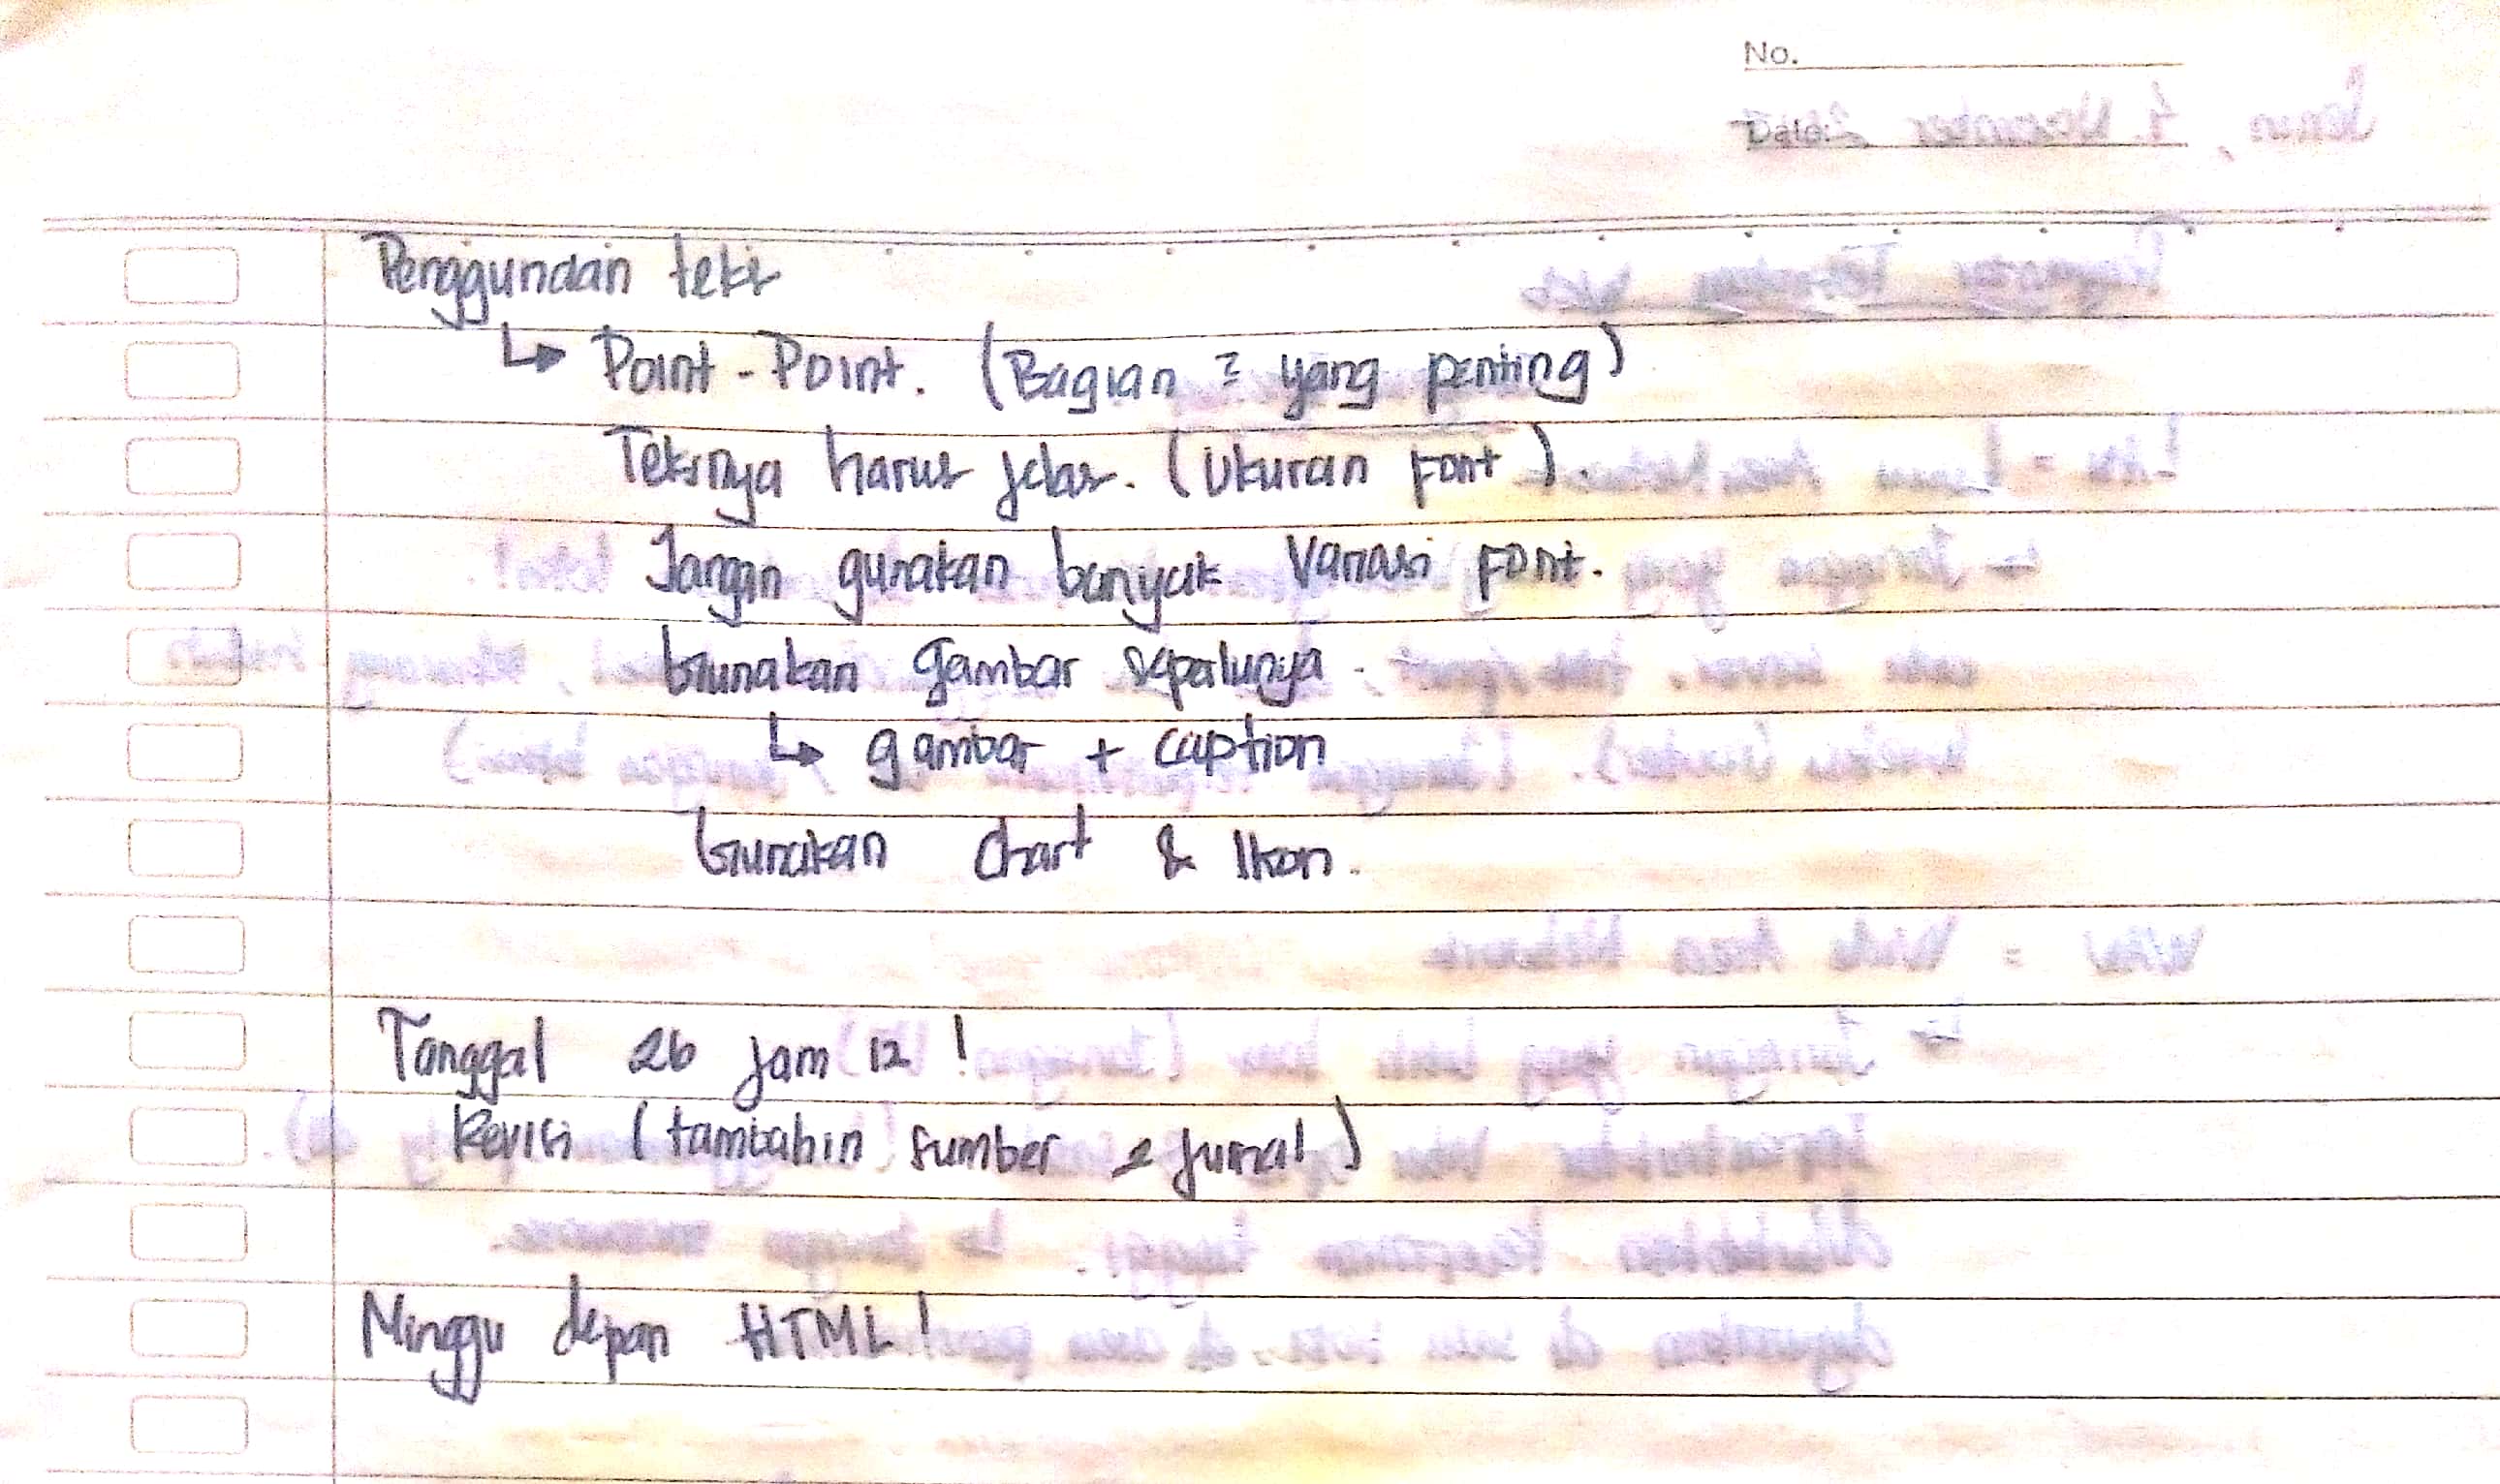 No.
Date:
Penggunaan teks
↳ Point - Point. (Bagian 2 yang penting)
Teksnya harus jelas. (Ukuran Font).
Jangan gunakan banyak Variasi Font.
Gunakan gambar seperlunya.
↳ gambar + caption
Gunakan Chart & Ikon.
Tanggal 26 jam 12!
Revisi (tambahin sumber 2 Jurnal)
Minggu depan HTML!